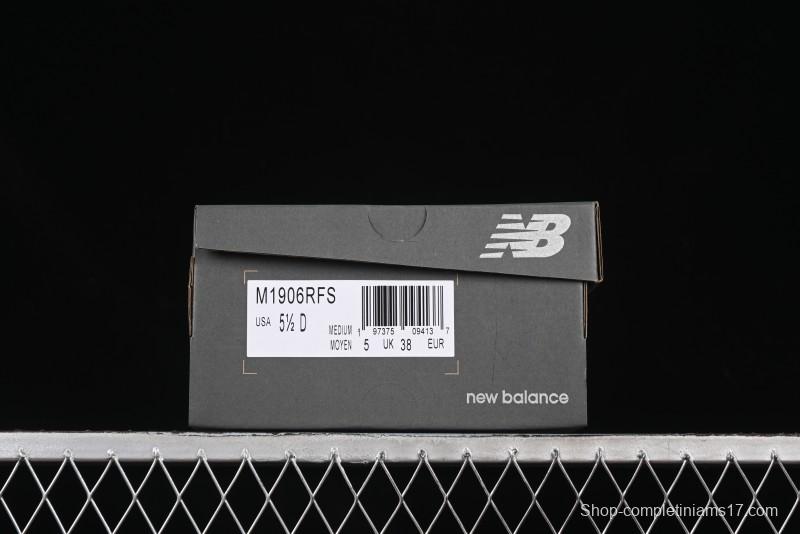 NB
M1906RFS
USA 5½ D
MEDIUM 1 97375 09413 7
MOYEN 5 UK 38 EUR
new balance
Shop-completiniams17.com